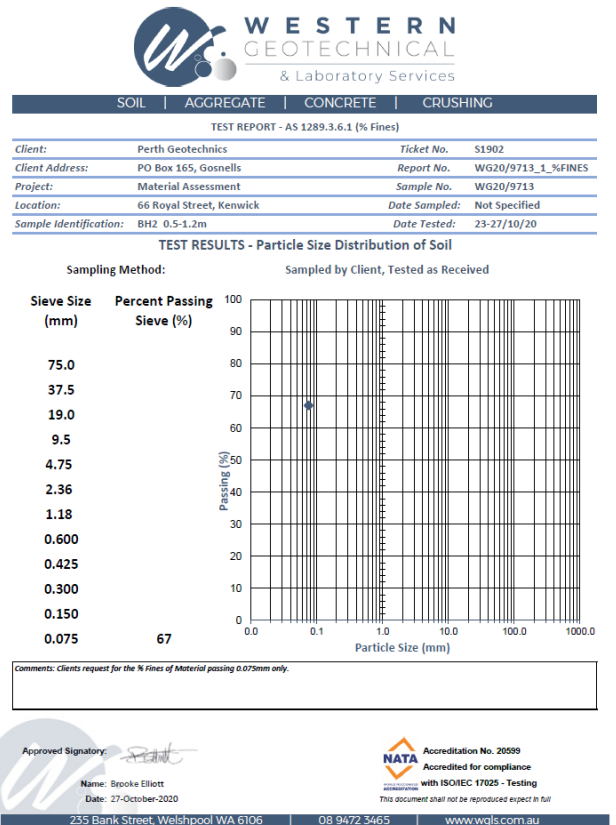 WESTERN
GEOTECHNICAL
& Laboratory Services
SOIL | AGGREGATE | CONCRETE | CRUSHING
TEST REPORT - AS 1289.3.6.1 (% Fines)
Client: Perth Geotechnics Ticket No. S1902
Client Address: PO Box 165, Gosnells Report No. WG20/9713_1_%FINES
Project: Material Assessment Sample No. WG20/9713
Location: 66 Royal Street, Kenwick Date Sampled: Not Specified
Sample Identification: BH2 0.5-1.2m Date Tested: 23-27/10/20
TEST RESULTS - Particle Size Distribution of Soil
Sampling Method: Sampled by Client, Tested as Received
Sieve Size Percent Passing
(mm) Sieve (%)
75.0
37.5
19.0
9.5
4.75
2.36
1.18
0.600
0.425
0.300
0.150
0.075 67
100
90
80
70
60
50
40
30
20
10
0
Passing (%)
0.0 0.1 1.0 10.0 100.0 1000.0
Particle Size (mm)
Comments: Clients request for the % Fines of Material passing 0.075mm only.
Approved Signatory:
Name: Brooke Elliott
Date: 27-October-2020
NATA
Accreditation No. 20599
Accredited for compliance
with ISO/IEC 17025 - Testing
This document shall not be reproduced expect in full
235 Bank Street, Welshpool WA 6106 | 08 9472 3465 | www.wgls.com.au